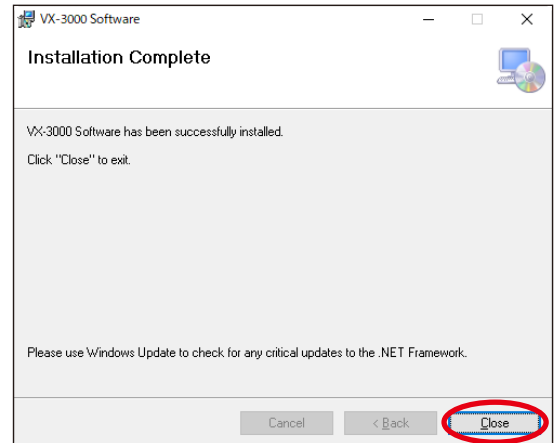 VX-3000 Software
Installation Complete
VX-3000 Software has been successfully installed.
Click "Close" to exit.
Please use Windows Update to check for any critical updates to the .NET Framework.
Cancel
< Back
Close